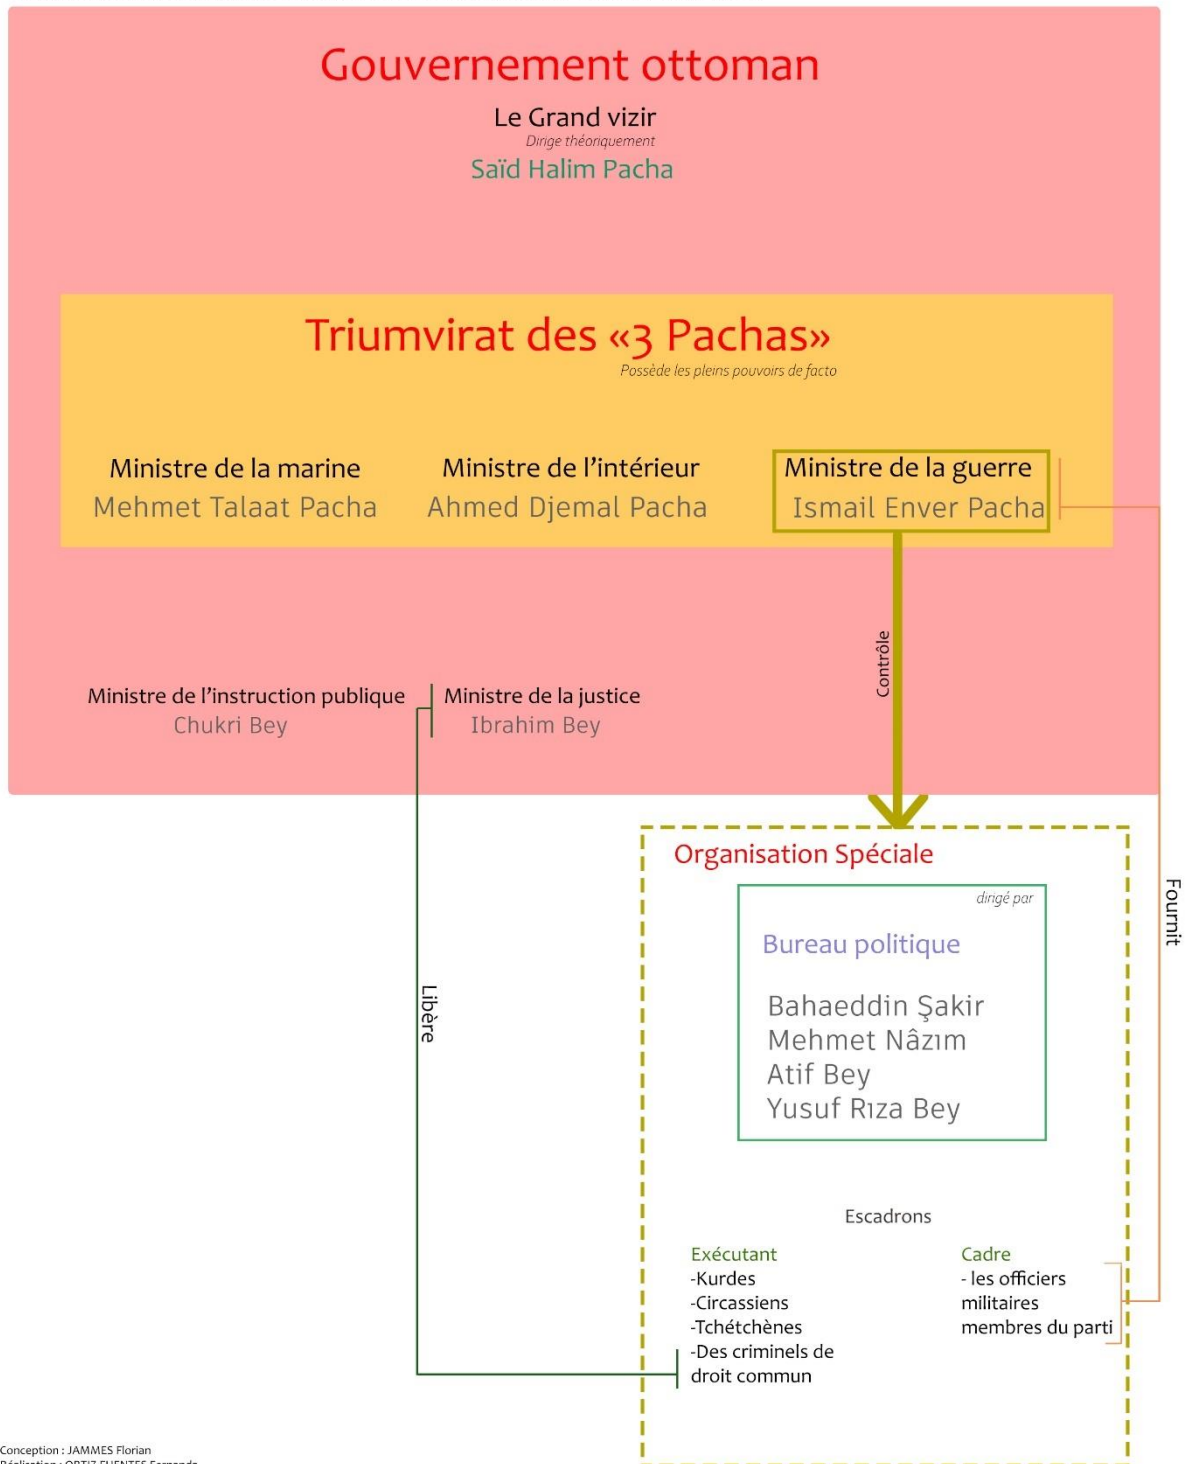 Gouvernement ottoman
Le Grand vizir
Dirige théoriquement
Saïd Halim Pacha
Triumvirat des «3 Pachas»
Possède les pleins pouvoirs de facto
Ministre de la marine
Mehmet Talaat Pacha
Ministre de l'intérieur
Ahmed Djemal Pacha
Ministre de la guerre
Ismail Enver Pacha
Contrôle
Ministre de l'instruction publique
Chukri Bey
Ministre de la justice
Ibrahim Bey
Organisation Spéciale
dirigé par
Bureau politique
Bahaeddin Şakir
Mehmet Nâzım
Atif Bey
Yusuf Rıza Bey
Fournit
Libère
Escadrons
Exécutant
-Kurdes
-Circassiens
-Tchétchènes
-Des criminels de
droit commun
Cadre
- les officiers
militaires
membres du parti
Conception : JAMMES Florian
Réalisation : ORTIZ FUENTES Fernando